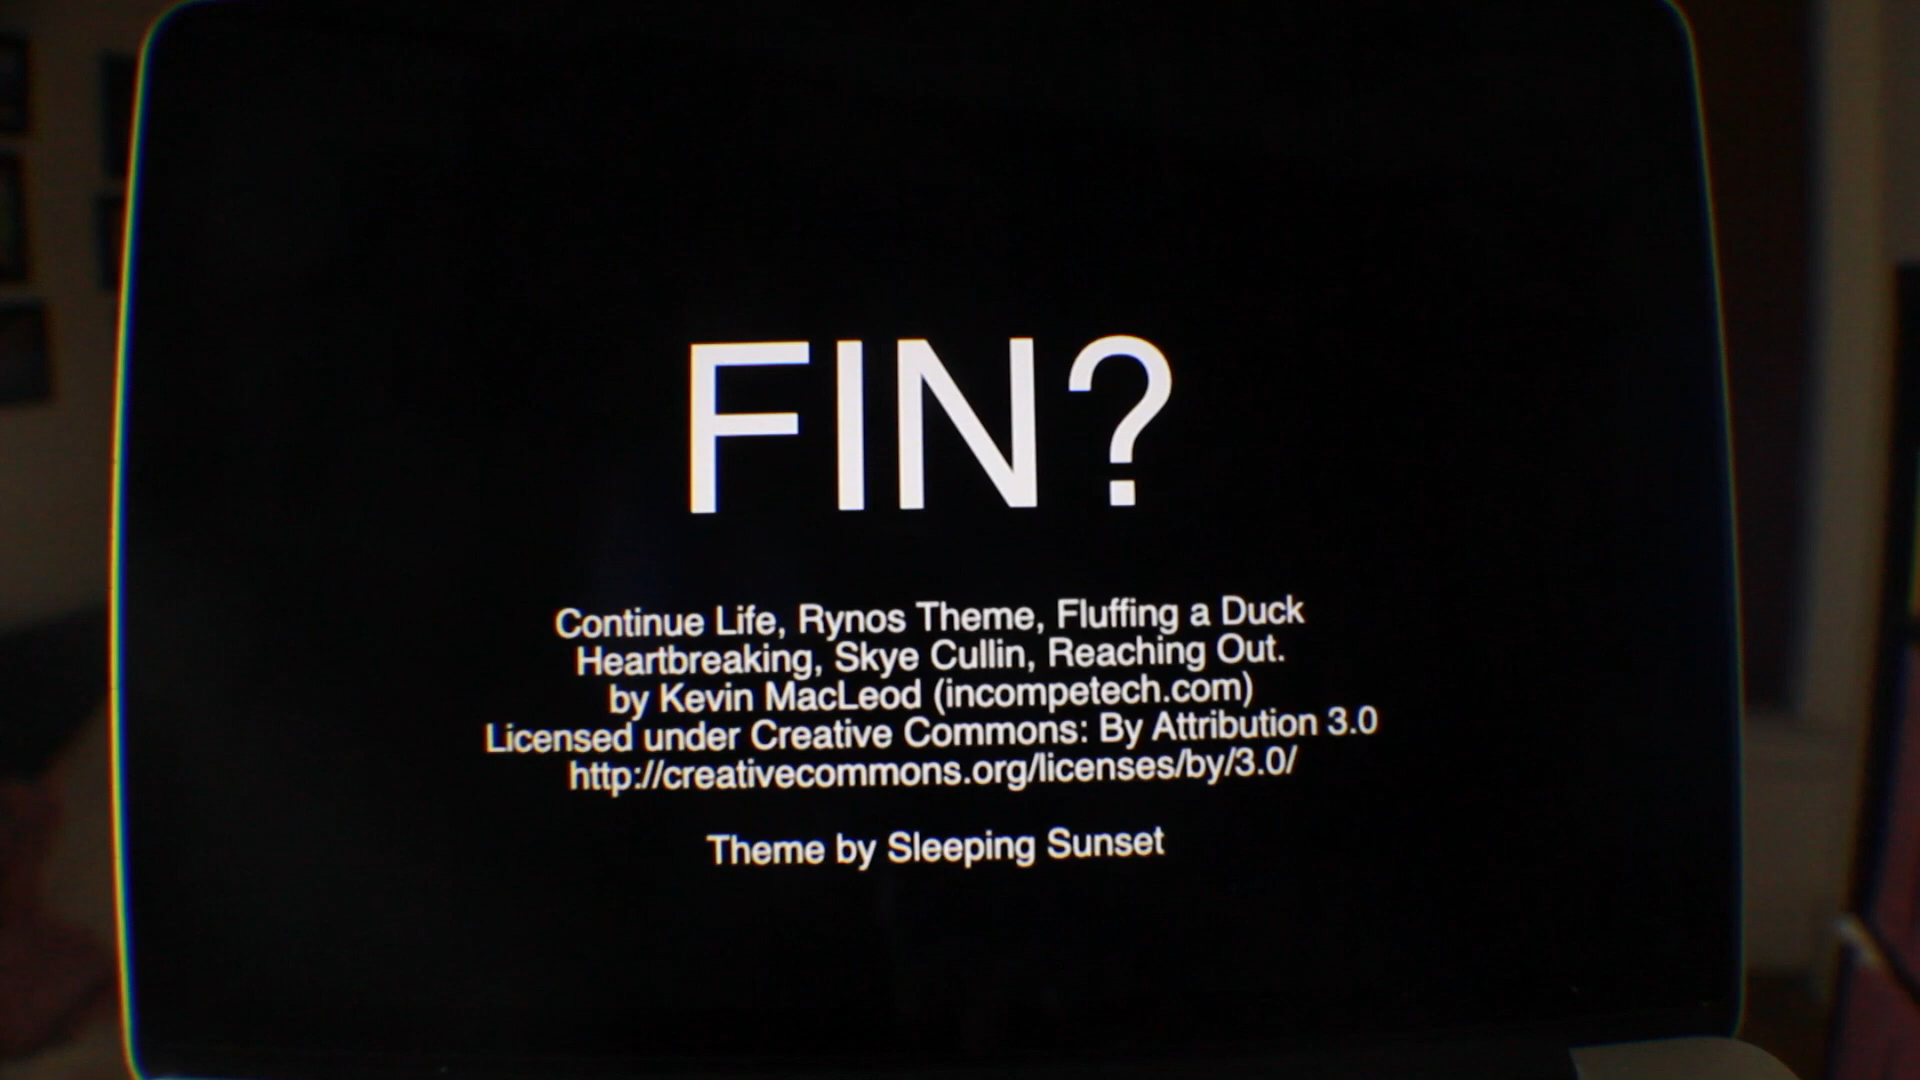 FIN?
Continue Life, Rynos Theme, Fluffing a Duck
Heartbreaking, Skye Cullin, Reaching Out.
by Kevin MacLeod (incompetech.com)
Licensed under Creative Commons: By Attribution 3.0
http://creativecommons.org/licenses/by/3.0/
Theme by Sleeping Sunset